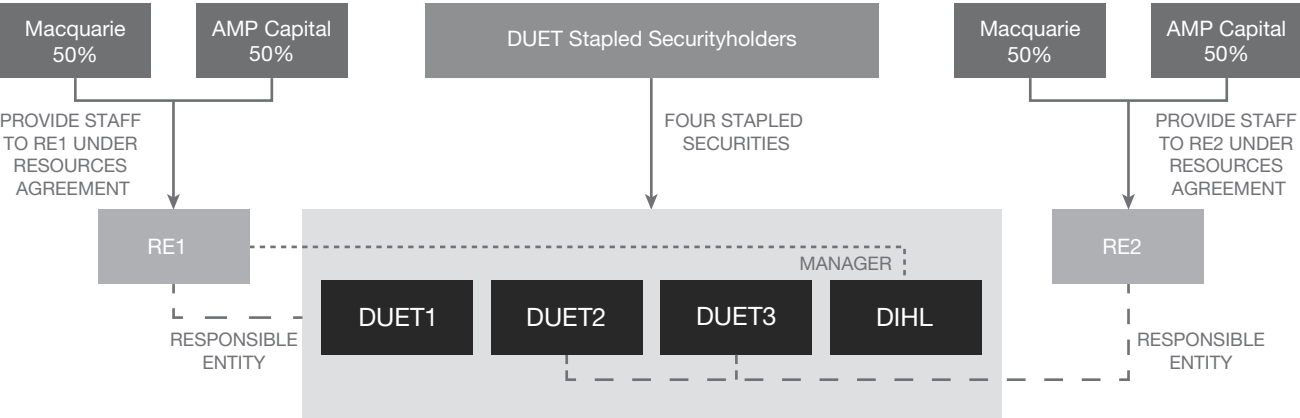 Macquarie
50%
AMP Capital
50%
DUET Stapled Securityholders
Macquarie
50%
AMP Capital
50%
PROVIDE STAFF
TO RE1 UNDER
RESOURCES
AGREEMENT
FOUR STAPLED
SECURITIES
PROVIDE STAFF
TO RE2 UNDER
RESOURCES
AGREEMENT
RE1
RE2
MANAGER
DUET1
DUET2
DUET3
DIHL
RESPONSIBLE
ENTITY
RESPONSIBLE
ENTITY